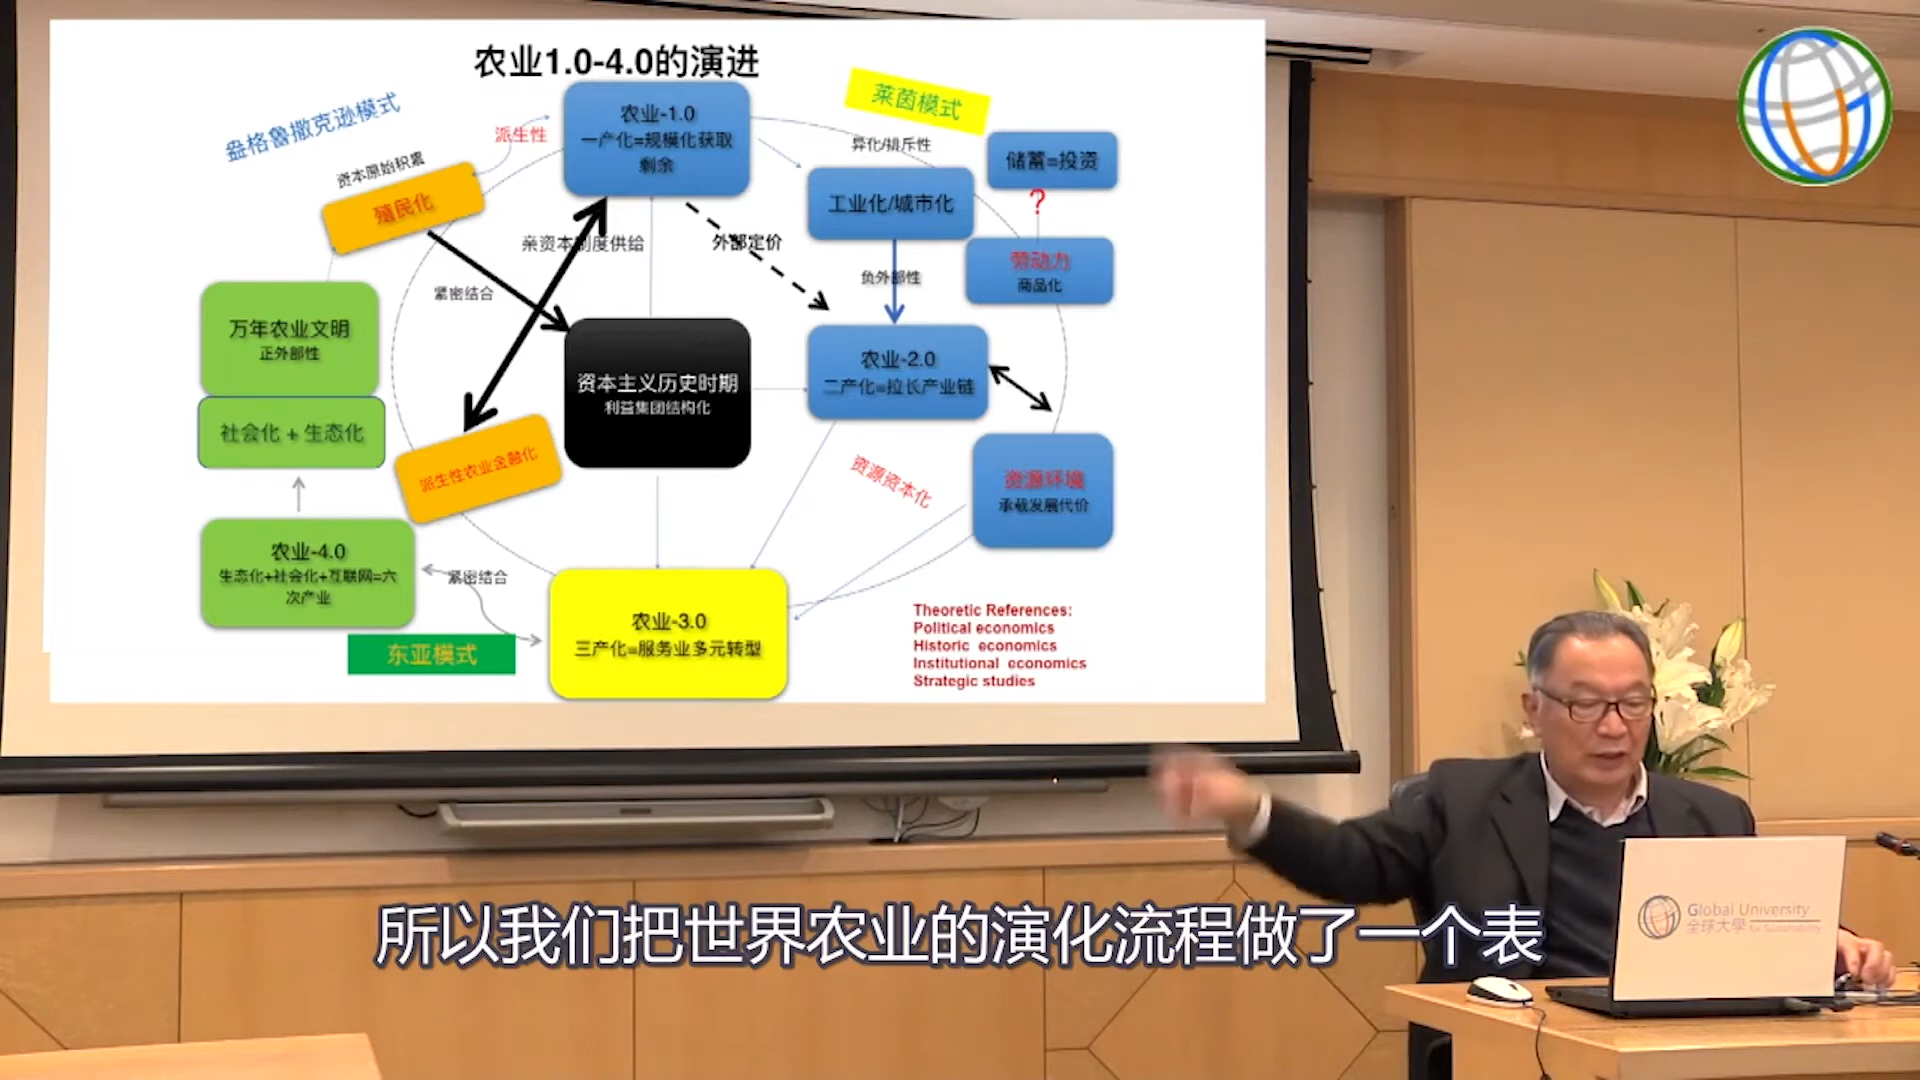 农业1.0-4.0的演进
盎格鲁撒克逊模式
莱茵模式
派生性
农业-1.0
一产化=规模化获取
剩余
异化/排斥性
储蓄=投资
?
资本原始积累
殖民化
工业化/城市化
亲资本制度供给
外部定价
劳动力
商品化
紧密结合
负外部性
万年农业文明
正外部性
资本主义历史时期
利益集团结构化
农业-2.0
二产化=拉长产业链
社会化 + 生态化
派生性农业金融化
资源资本化
资源环境
承载发展代价
农业-4.0
生态化+社会化+互联网=六
次产业
紧密结合
东亚模式
农业-3.0
三产化=服务业多元转型
Theoretic References:
Political economics
Historic economics
Institutional economics
Strategic studies
Global University
全球大學 for Sustainability
所以我们把世界农业的演化流程做了一个表